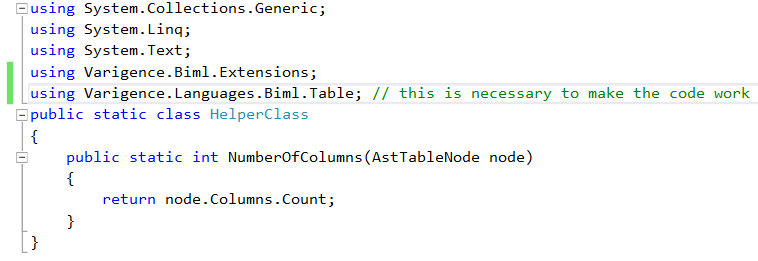 using System.Collections.Generic;
using System.Linq;
using System.Text;
using Varigence.Biml.Extensions;
using Varigence.Languages.Biml.Table; // this is necessary to make the code work
public static class HelperClass
{
    public static int NumberOfColumns(AstTableNode node)
    {
        return node.Columns.Count;
    }
}